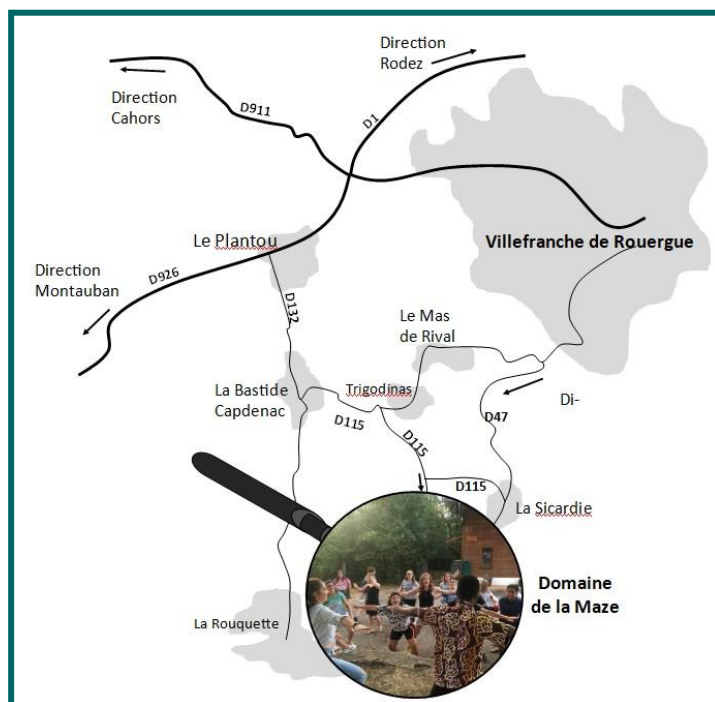 Direction
Rodez
Direction
Cahors
D911
D1
Le Plantou
Villefranche de Rouergue
Direction
Montauban
D926
D132
Le Mas
de Rival
La Bastide
Capdenac
Trigodinas
D115
D115
D47
Di-
D115
La Sicardie
Domaine
de la Maze
La Rouquette